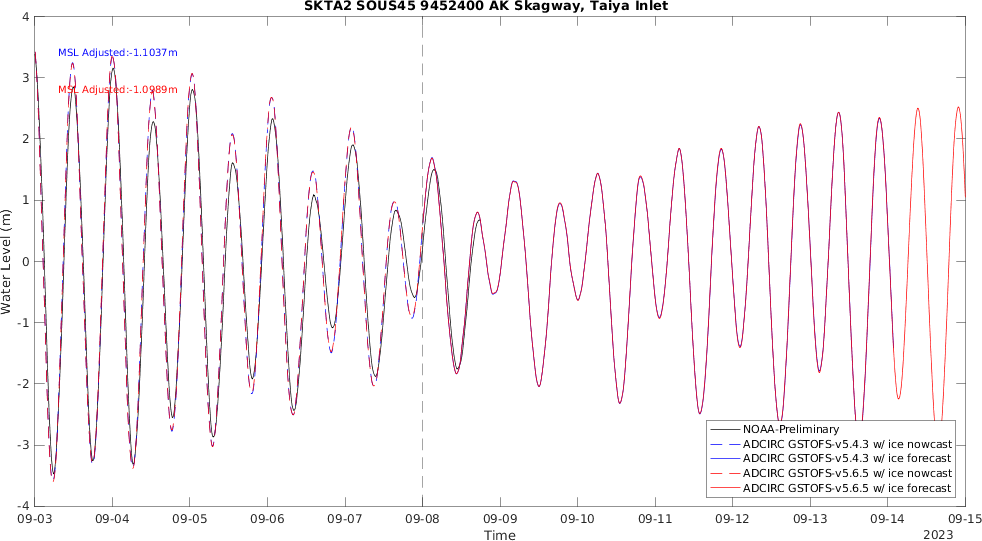 SKTA2 SOUS45 9452400 AK Skagway, Taiya Inlet
MSL Adjusted:-1.1037m
MSL Adjusted:-1.0989m
Water Level (m)
4
3
2
1
0
-1
-2
-3
-4
NOAA-Preliminary
ADCIRC GSTOFS-v5.4.3 w/ ice nowcast
ADCIRC GSTOFS-v5.4.3 w/ ice forecast
ADCIRC GSTOFS-v5.6.5 w/ ice nowcast
ADCIRC GSTOFS-v5.6.5 w/ ice forecast
09-03 09-04 09-05 09-06 09-07 09-08 09-09 09-10 09-11 09-12 09-13 09-14 09-15
Time
2023